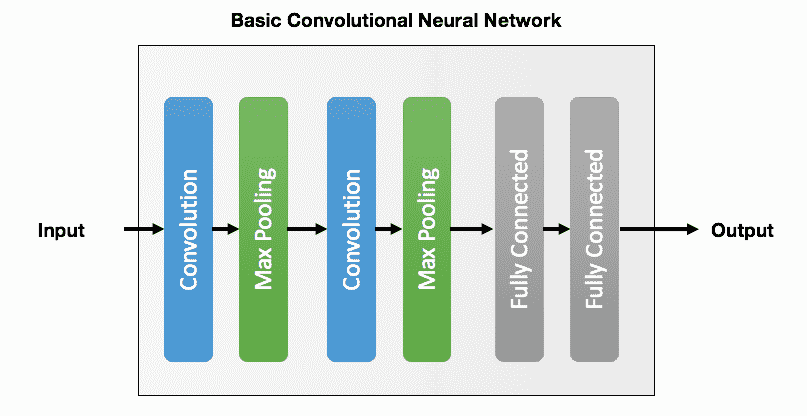 Basic Convolutional Neural Network
Input
Convolution
Max Pooling
Convolution
Max Pooling
Fully Connected
Fully Connected
Output